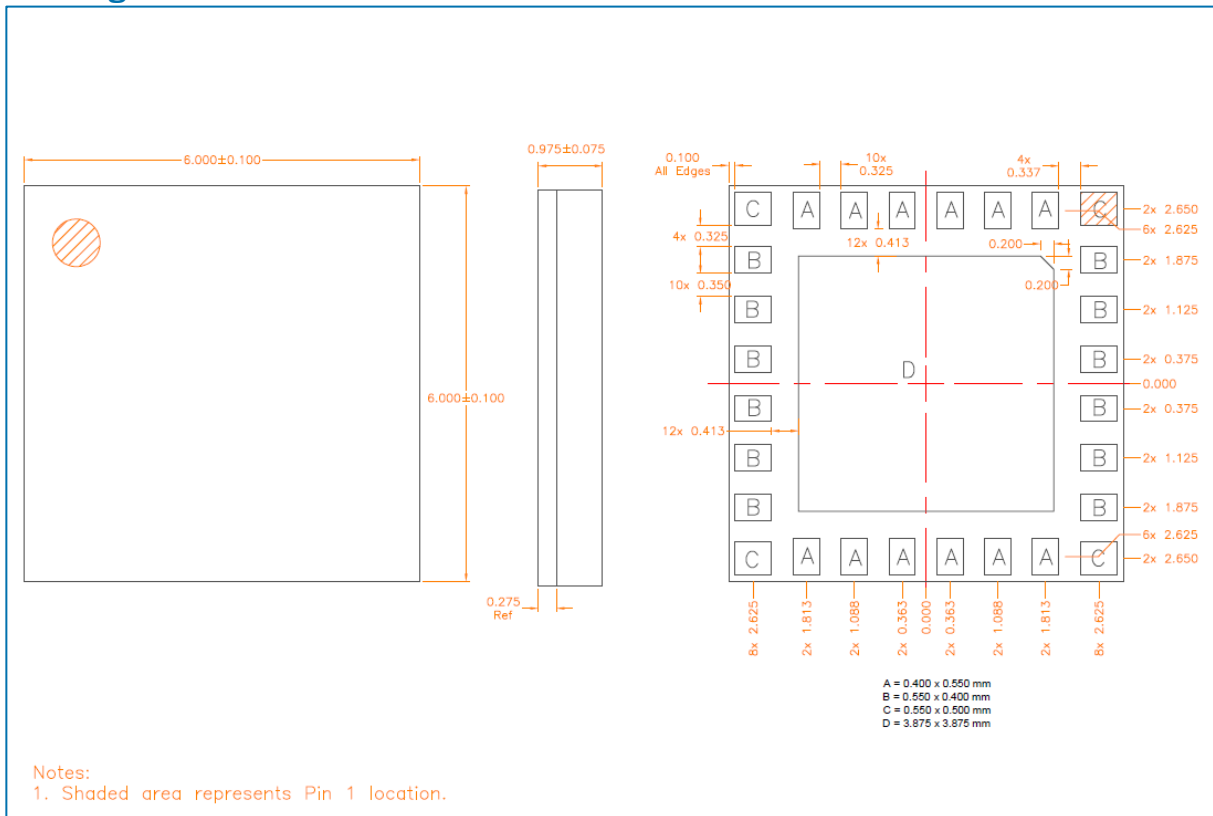 6.000±0.100
0.975±0.075
0.100
All Edges
10x
0.325
4x
0.337
C A A A A A A C
2x 2.650
6x 2.625
4x 0.325
12x 0.413
0.200
B
B
2x 1.875
10x 0.350
0.200
B
B
2x 1.125
B
B
2x 0.375
D
0.000
6.000±0.100
B
B
2x 0.375
12x 0.413
B
B
2x 1.125
B
B
2x 1.875
6x 2.625
C A A A A A A C
2x 2.650
0.275
Ref
8x 2.625
2x 1.813
2x 1.088
2x 0.363
0.000
2x 0.363
2x 1.088
2x 1.813
8x 2.625
A = 0.400 x 0.550 mm
B = 0.550 x 0.400 mm
C = 0.550 x 0.500 mm
D = 3.875 x 3.875 mm
Notes:
1. Shaded area represents Pin 1 location.